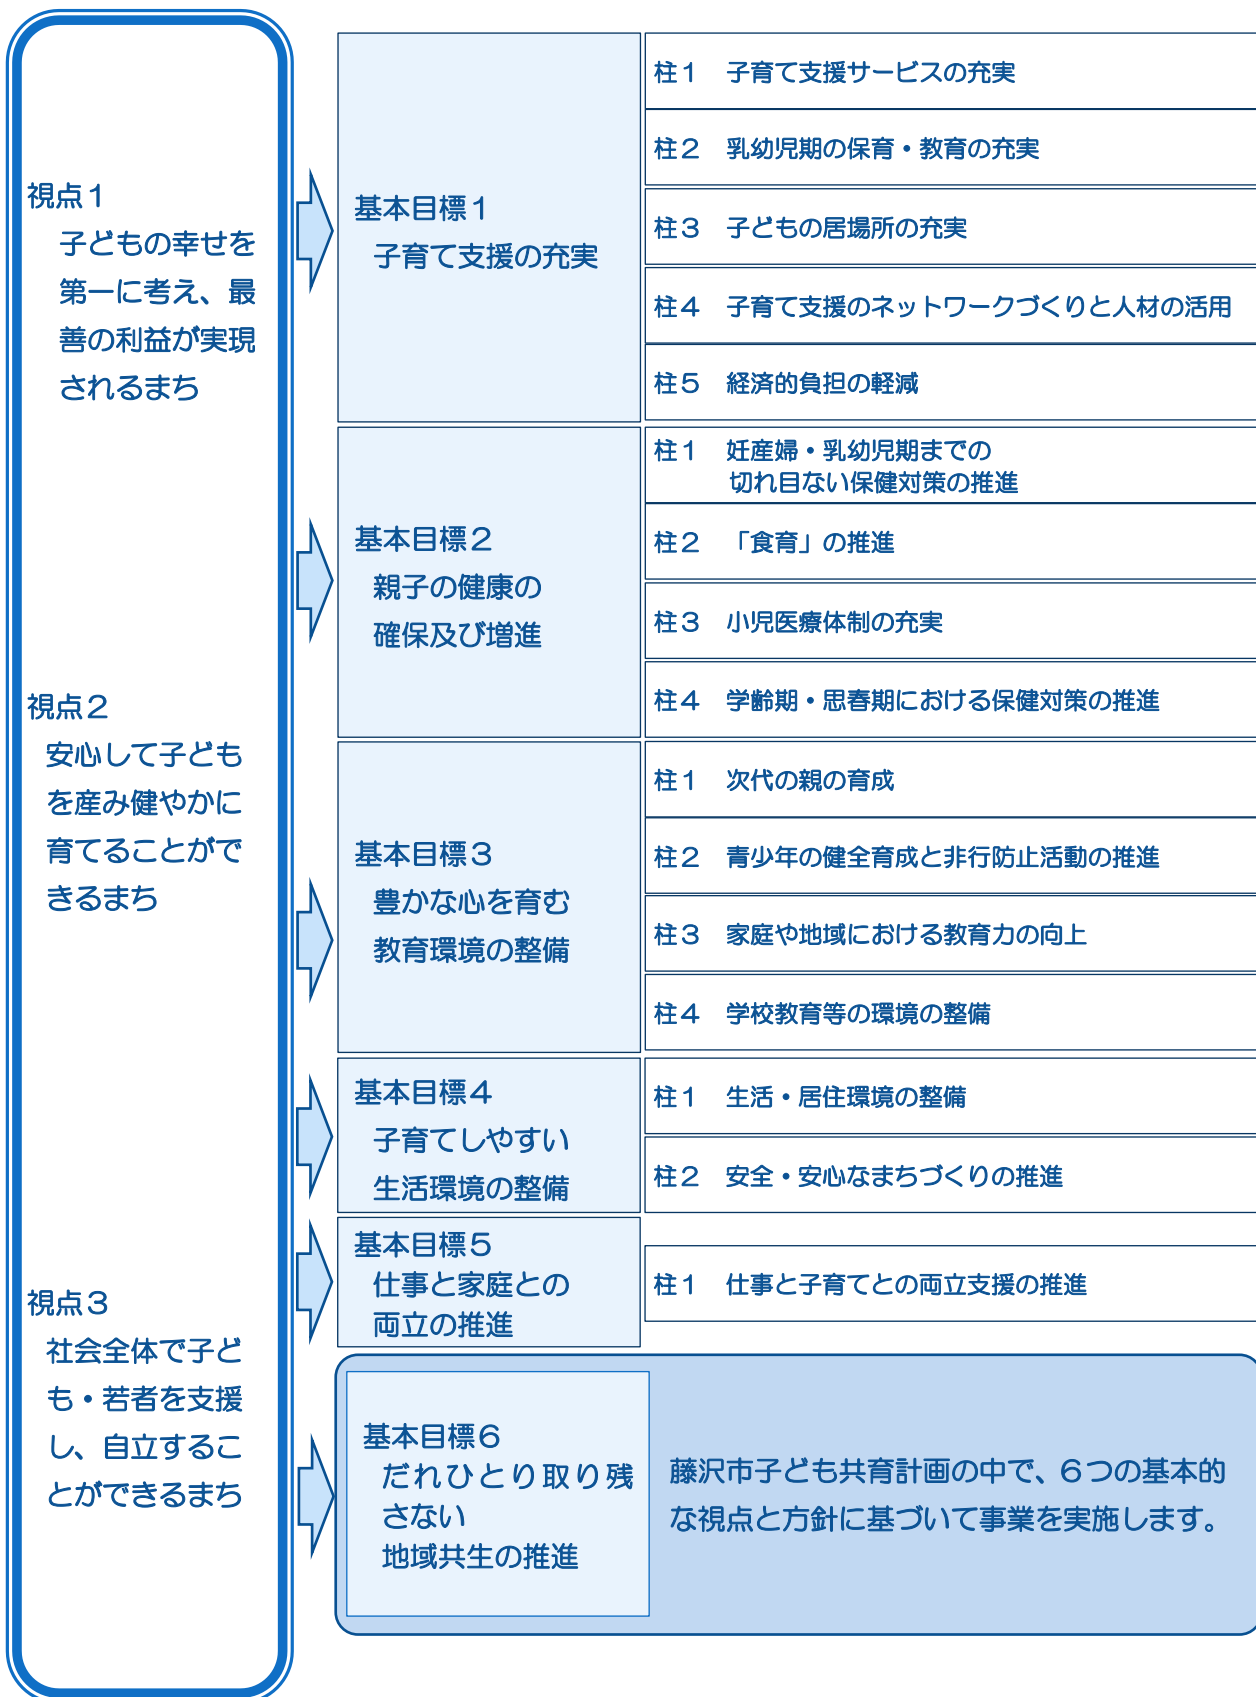 視点１
子どもの幸せを
第一に考え、最
善の利益が実現
されるまち
視点２
安心して子ども
を産み健やかに
育てることがで
きるまち
視点３
社会全体で子ど
も・若者を支援
し、自立するこ
とができるまち
基本目標１
子育て支援の充実
柱１　子育て支援サービスの充実
柱２　乳幼児期の保育・教育の充実
柱３　子どもの居場所の充実
柱４　子育て支援のネットワークづくりと人材の活用
柱５　経済的負担の軽減
基本目標２
親子の健康の
確保及び増進
柱１　妊産婦・乳幼児期までの
切れ目ない保健対策の推進
柱２　「食育」の推進
柱３　小児医療体制の充実
柱４　学齢期・思春期における保健対策の推進
基本目標３
豊かな心を育む
教育環境の整備
柱１　次代の親の育成
柱２　青少年の健全育成と非行防止活動の推進
柱３　家庭や地域における教育力の向上
柱４　学校教育等の環境の整備
基本目標４
子育てしやすい
生活環境の整備
柱１　生活・居住環境の整備
柱２　安全・安心なまちづくりの推進
基本目標５
仕事と家庭との
両立の推進
柱１　仕事と子育てとの両立支援の推進
基本目標６
だれひとり取り残
さない
地域共生の推進
藤沢市子ども共育計画の中で、６つの基本的
な視点と方針に基づいて事業を実施します。